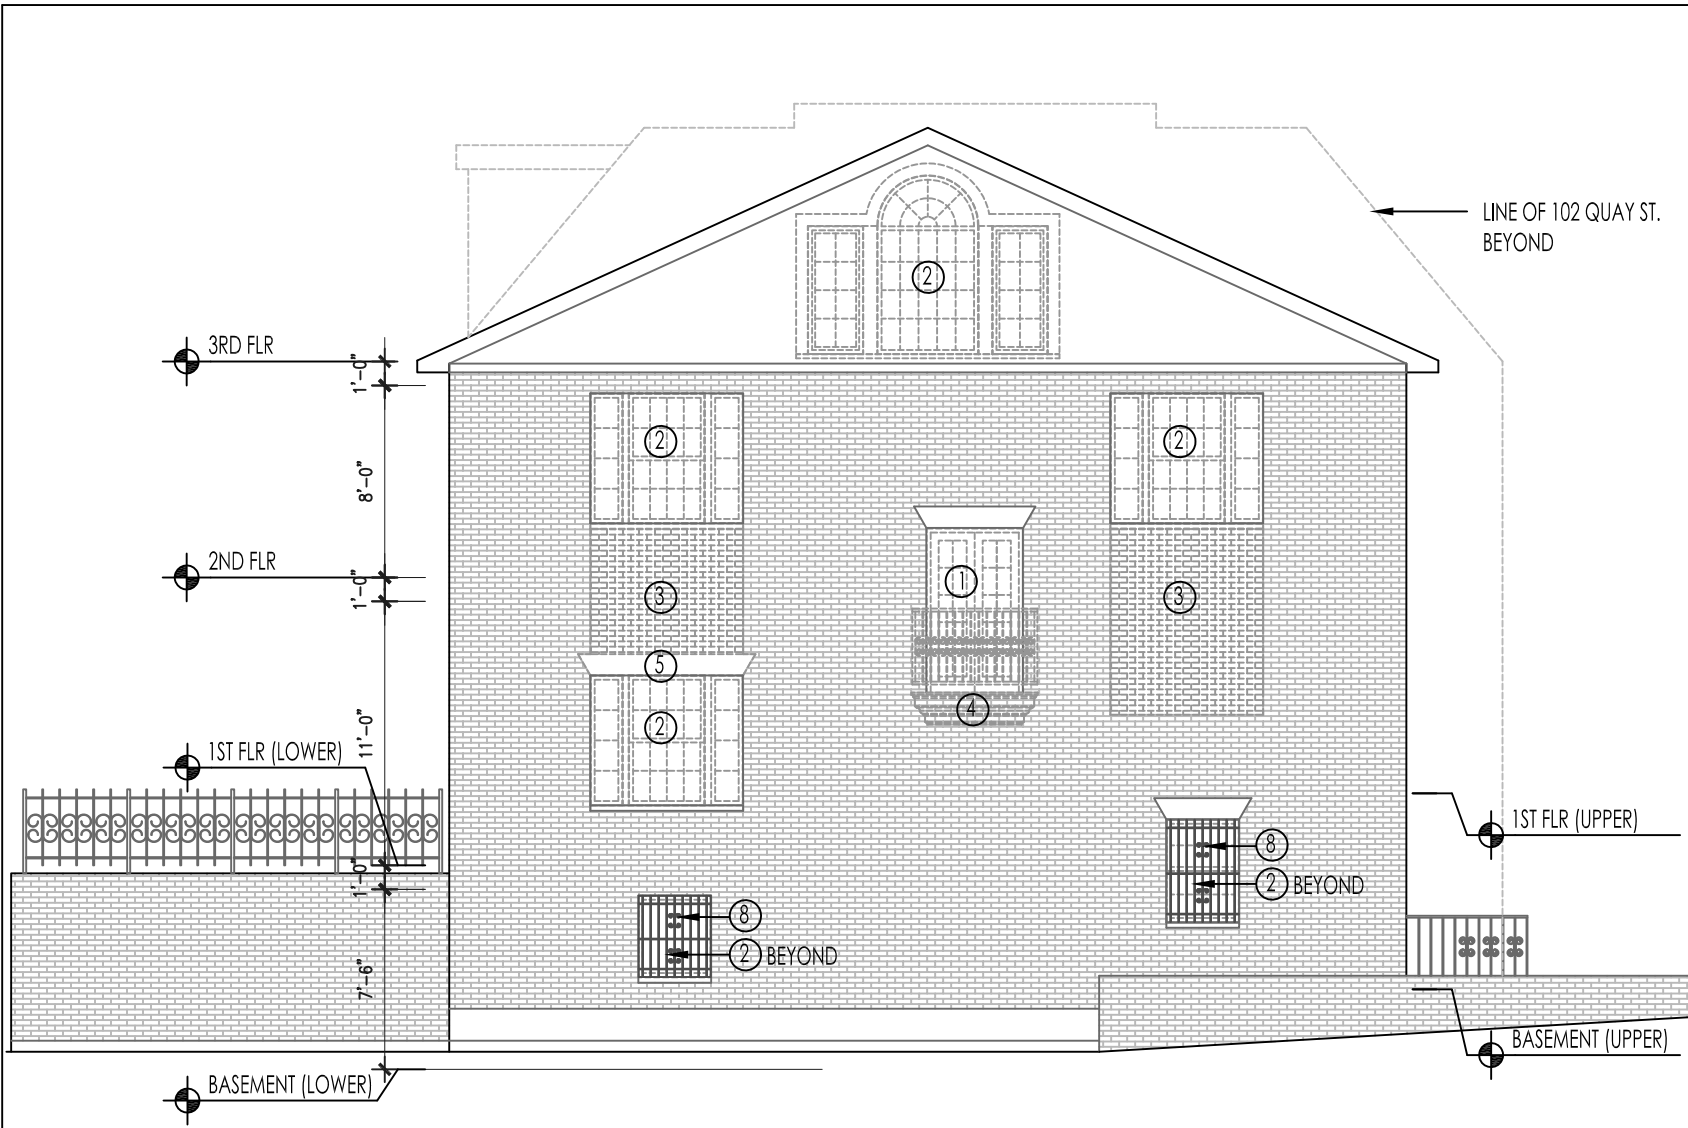 LINE OF 102 QUAY ST.
BEYOND
2
3RD FLR
1'-0"
2
2
8'-0"
2ND FLR
1'-0"
3
1
3
5
4
2
11'-0"
1ST FLR (LOWER)
1ST FLR (UPPER)
8
1'-0"
2 BEYOND
8
2 BEYOND
7'-6"
BASEMENT (UPPER)
BASEMENT (LOWER)